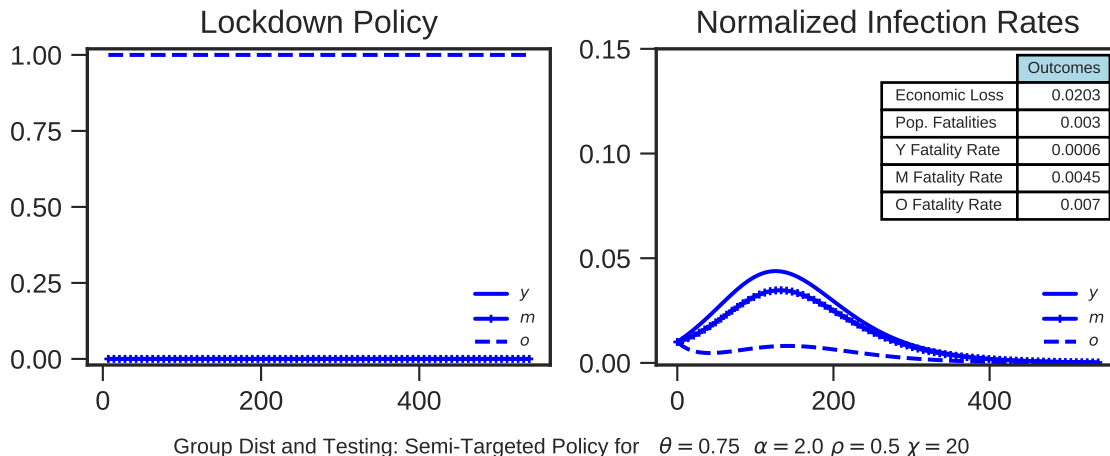 Lockdown Policy
1.00
0.75
0.50
0.25
0.00
0 200 400
y
m
o
Normalized Infection Rates
0.15
0.10
0.05
0.00
0 200 400
Outcomes
Economic Loss 0.0203
Pop. Fatalities 0.003
Y Fatality Rate 0.0006
M Fatality Rate 0.0045
O Fatality Rate 0.007
y
m
o
Group Dist and Testing: Semi-Targeted Policy for θ = 0.75 α = 2.0 ρ = 0.5 χ = 20